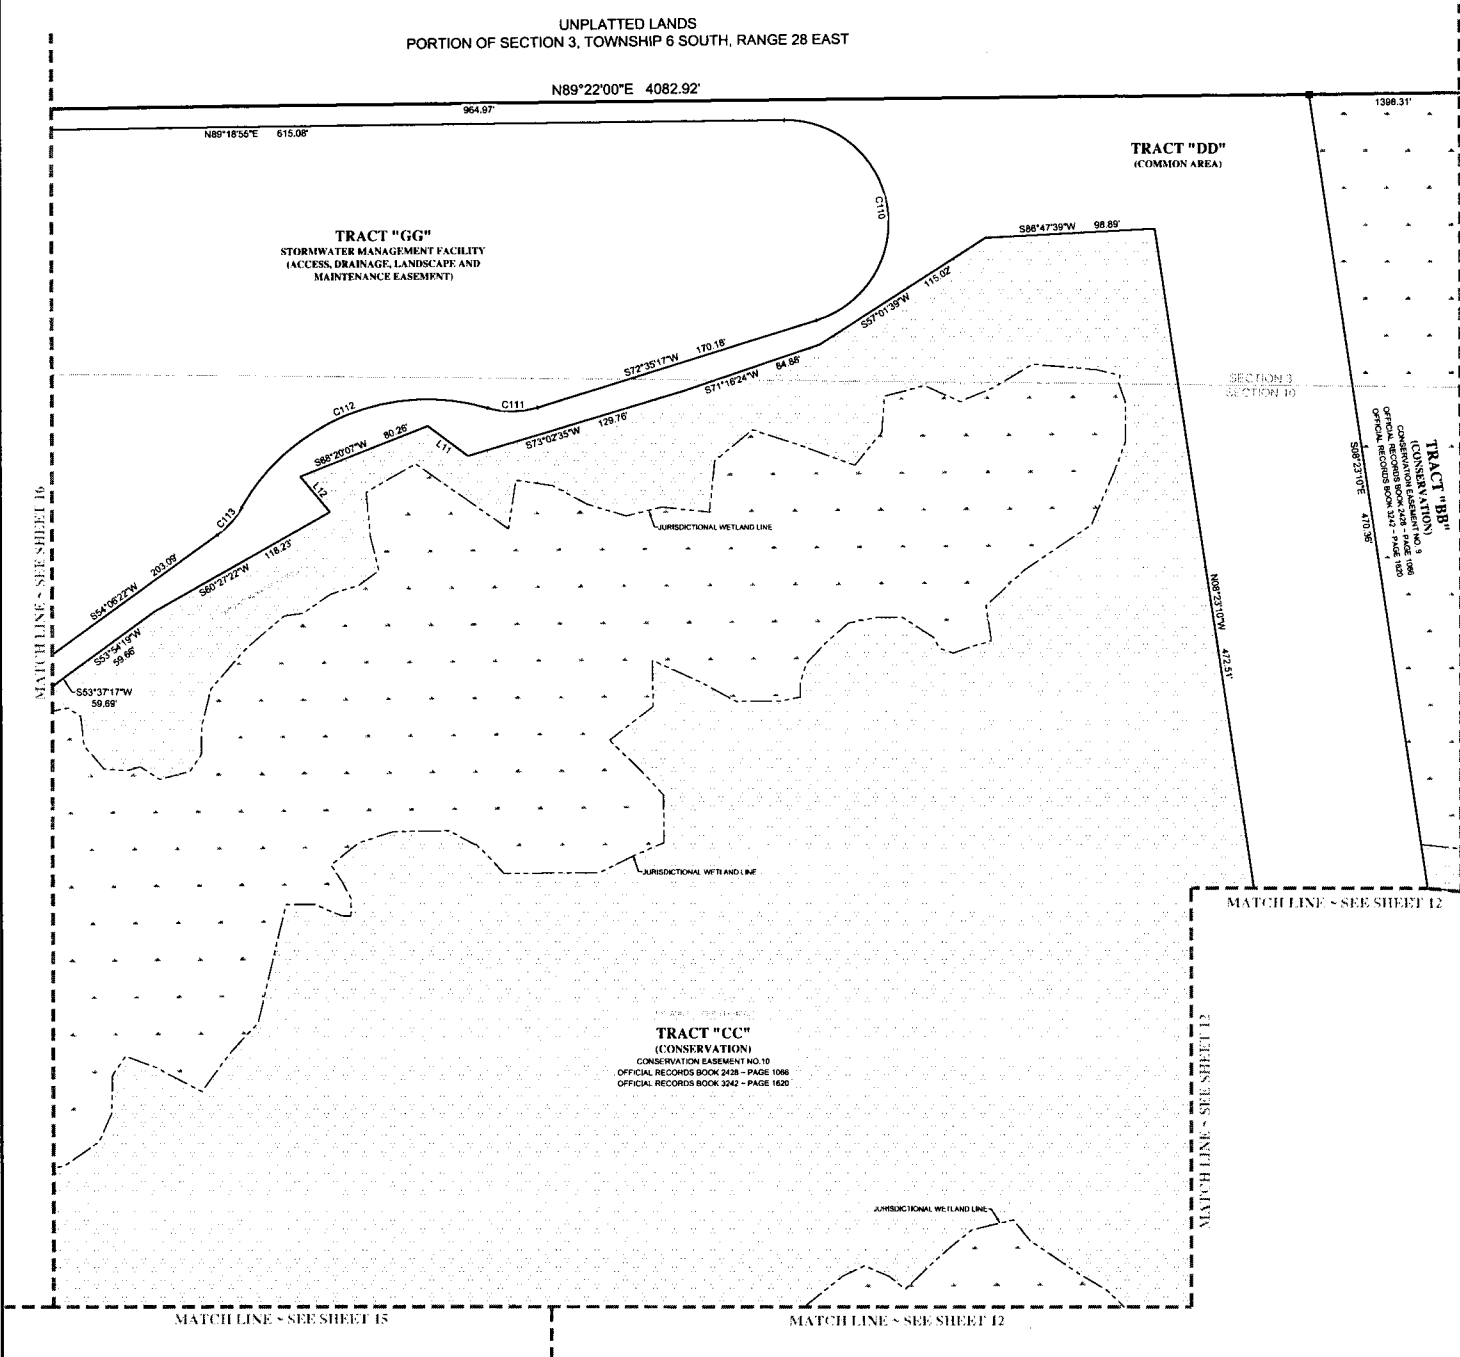 UNPLATTED LANDS
PORTION OF SECTION 3, TOWNSHIP 6 SOUTH, RANGE 28 EAST
N89°22'00"E 4082.92'
964.97'
1398.31'
N89°18'55"E 615.08'
TRACT "DD"
(COMMON AREA)
C110
TRACT "GG"
STORMWATER MANAGEMENT FACILITY
(ACCESS, DRAINAGE, LANDSCAPE AND
MAINTENANCE EASEMENT)
S86°47'39"W 98.89'
S57°01'39"W 115.02'
S72°35'17"W 170.16'
S71°16'24"W 84.88'
SECTION 3
SECTION 10
C112
C111
S68°20'07"W 80.26'
L11
S73°02'35"W 129.76'
L12
C113
TRACT "BB"
(CONSERVATION)
CONSERVATION EASEMENT NO. 9
OFFICIAL RECORDS BOOK 2428 ~ PAGE 1066
OFFICIAL RECORDS BOOK 3242 ~ PAGE 1620
S08°23'10"E 470.36'
JURISDICTIONAL WETLAND LINE
S54°06'22"W 203.09'
S60°27'22"W 118.23'
S53°54'19"W
59.66'
S53°37'17"W
59.69'
MATCH LINE ~ SEE SHEET 16
N08°23'10"W 472.51'
JURISDICTIONAL WETLAND LINE
MATCH LINE ~ SEE SHEET 12
TRACT "CC"
(CONSERVATION)
CONSERVATION EASEMENT NO.10
OFFICIAL RECORDS BOOK 2428 ~ PAGE 1066
OFFICIAL RECORDS BOOK 3242 ~ PAGE 1620
MATCH LINE ~ SEE SHEET 12
JURISDICTIONAL WETLAND LINE
MATCH LINE ~ SEE SHEET 15
MATCH LINE ~ SEE SHEET 12